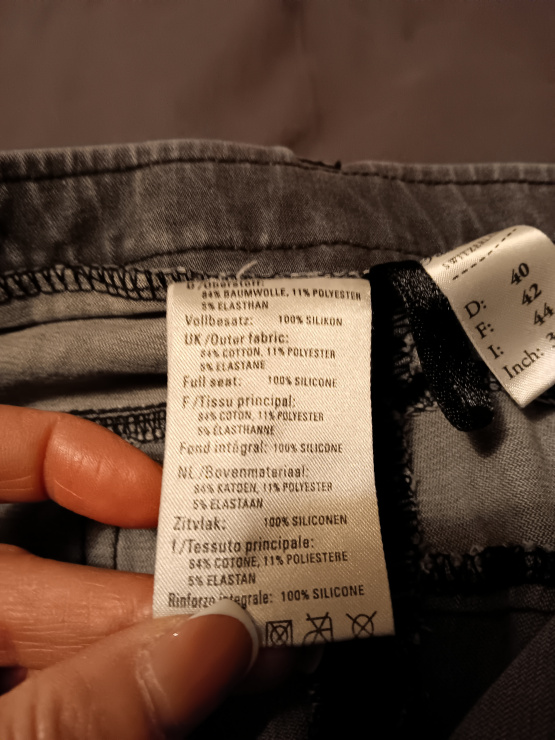 D/Oberstoff:
84% BAUMWOLLE, 11% POLYESTER
5% ELASTHAN
Vollbesatz: 100% SILIKON
UK/Outer fabric:
84% COTTON, 11% POLYESTER
5% ELASTANE
Full seat: 100% SILICONE
F/Tissu principal:
84% COTON, 11% POLYESTER
5% ÉLASTHANNE
Fond intégral: 100% SILICONE
NL/Bovenmateriaal:
84% KATOEN, 11% POLYESTER
5% ELASTAAN
Zitvlak: 100% SILICONEN
I/Tessuto principale:
84% COTONE, 11% POLIESTERE
5% ELASTAN
Rinforzo integrale: 100% SILICONE
D: 40
F: 42
I: 44
Inch: 3